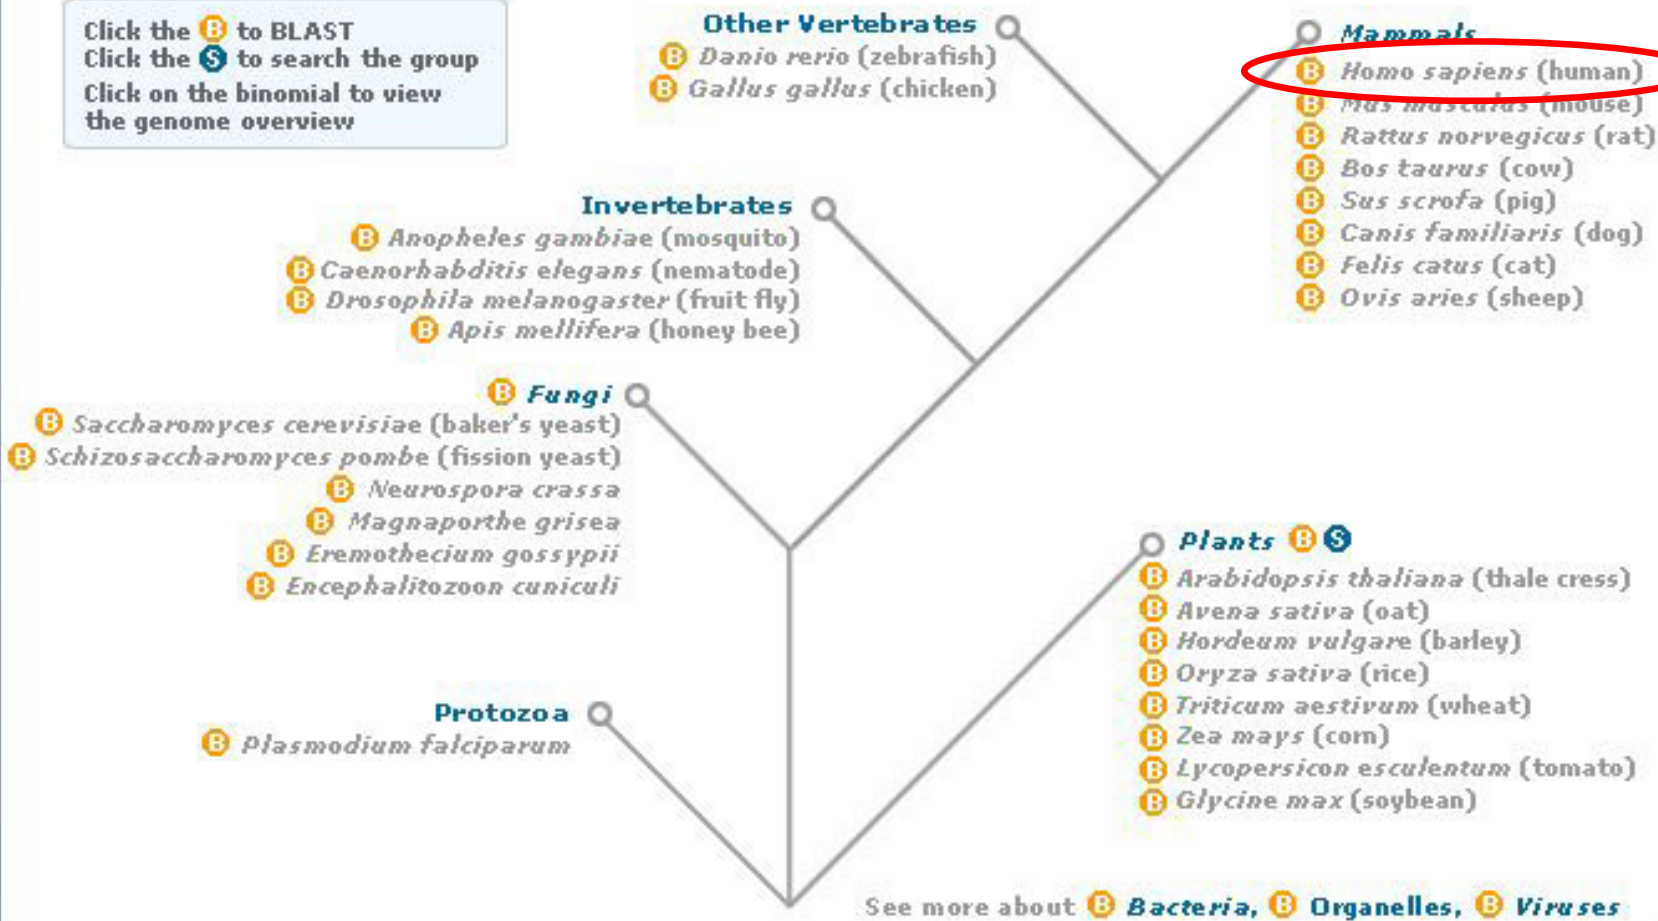 Click the B to BLAST
Click the S to search the group
Click on the binomial to view
the genome overview
Other Vertebrates
B Danio rerio (zebrafish)
B Gallus gallus (chicken)
Mammals
B Homo sapiens (human)
B Mus musculus (mouse)
B Rattus norvegicus (rat)
B Bos taurus (cow)
B Sus scrofa (pig)
B Canis familiaris (dog)
B Felis catus (cat)
B Ovis aries (sheep)
Invertebrates
B Anopheles gambiae (mosquito)
B Caenorhabditis elegans (nematode)
B Drosophila melanogaster (fruit fly)
B Apis mellifera (honey bee)
B Fungi
B Saccharomyces cerevisiae (baker's yeast)
B Schizosaccharomyces pombe (fission yeast)
B Neurospora crassa
B Magnaporthe grisea
B Eremothecium gossypii
B Encephalitozoon cuniculi
Plants B S
B Arabidopsis thaliana (thale cress)
B Avena sativa (oat)
B Hordeum vulgare (barley)
B Oryza sativa (rice)
B Triticum aestivum (wheat)
B Zea mays (corn)
B Lycopersicon esculentum (tomato)
B Glycine max (soybean)
Protozoa
B Plasmodium falciparum
See more about B Bacteria, B Organelles, B Viruses